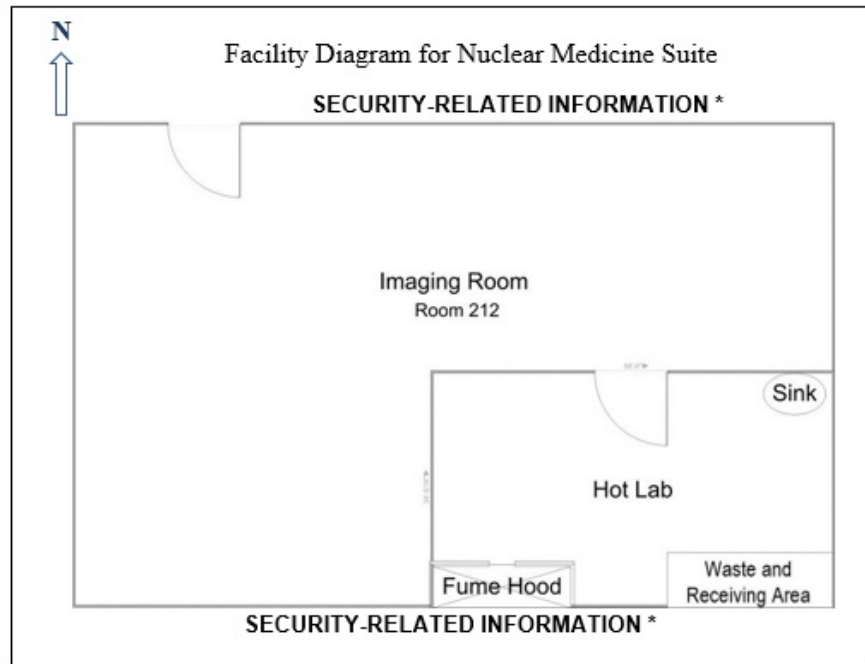 N
Facility Diagram for Nuclear Medicine Suite
SECURITY-RELATED INFORMATION *
Imaging Room
Room 212
Sink
Hot Lab
Fume Hood
Waste and
Receiving Area
SECURITY-RELATED INFORMATION *